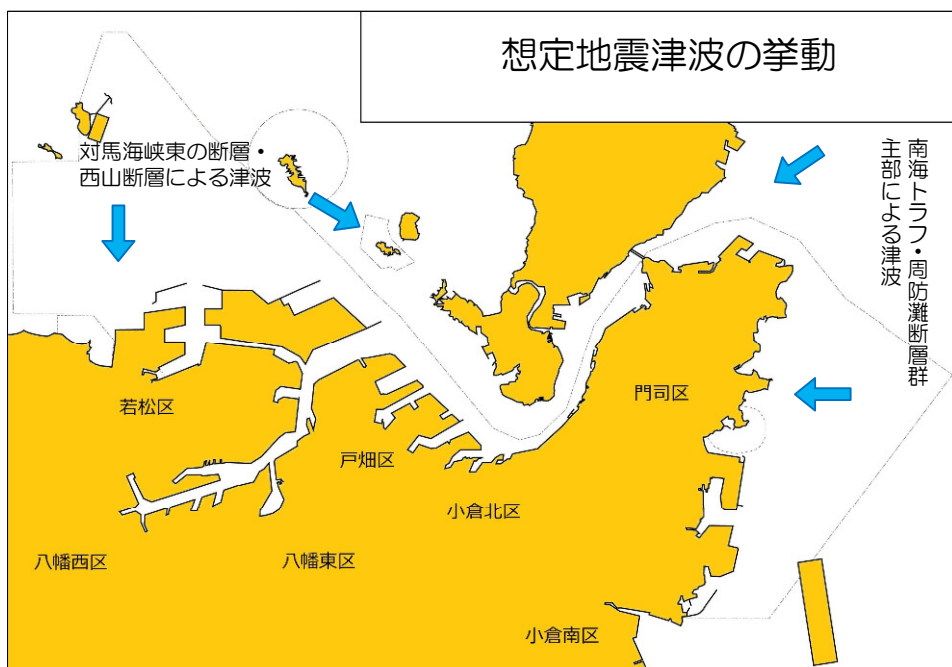 想定地震津波の挙動
対馬海峡東の断層・
西山断層による津波
南海トラフ・周防灘断層群
主部による津波
若松区
門司区
戸畑区
小倉北区
八幡西区
八幡東区
小倉南区